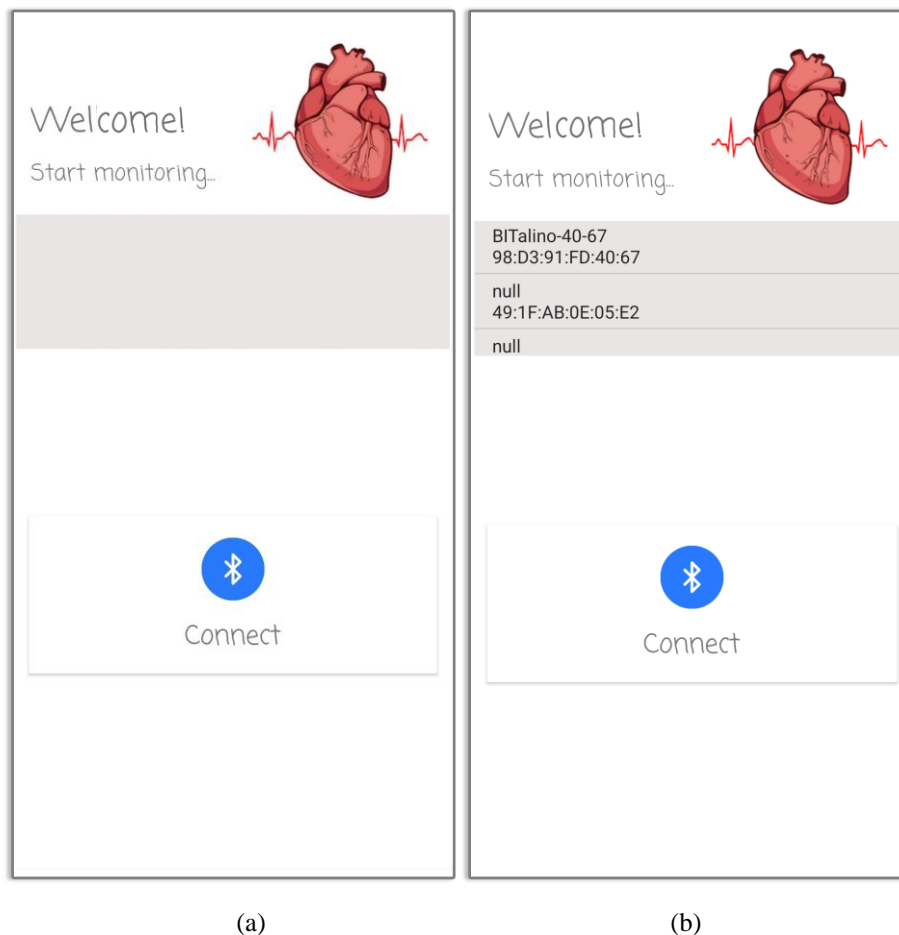 Welcome!
Start monitoring...
Connect
(a)
Welcome!
Start monitoring...
BITalino-40-67
98:D3:91:FD:40:67
null
49:1F:AB:0E:05:E2
null
Connect
(b)